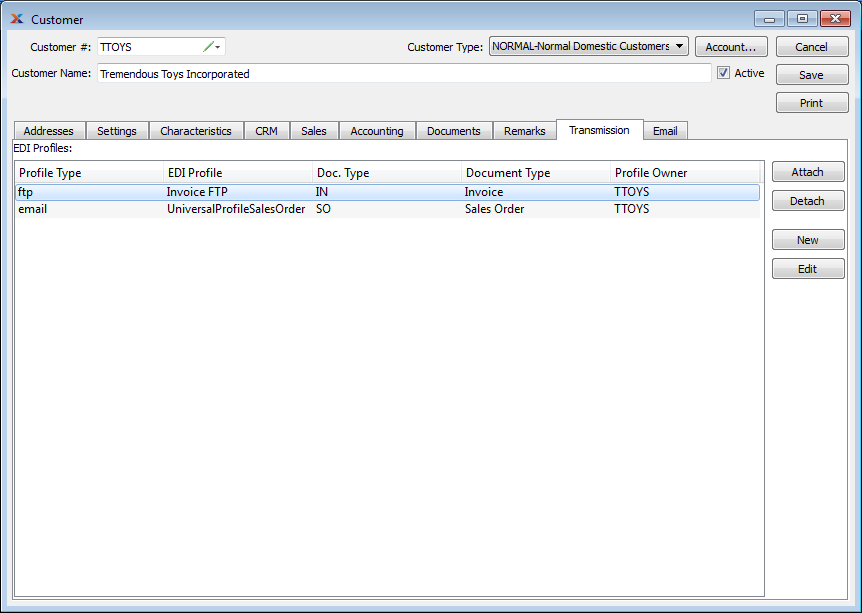 Customer
Customer #: TTOYS Customer Type: NORMAL-Normal Domestic Customers Account... Cancel
Customer Name: Tremendous Toys Incorporated Active Save
Print
Addresses Settings Characteristics CRM Sales Accounting Documents Remarks Transmission Email
EDI Profiles:
Profile Type EDI Profile Doc. Type Document Type Profile Owner Attach
ftp Invoice FTP IN Invoice TTOYS
email UniversalProfileSalesOrder SO Sales Order TTOYS Detach
New
Edit